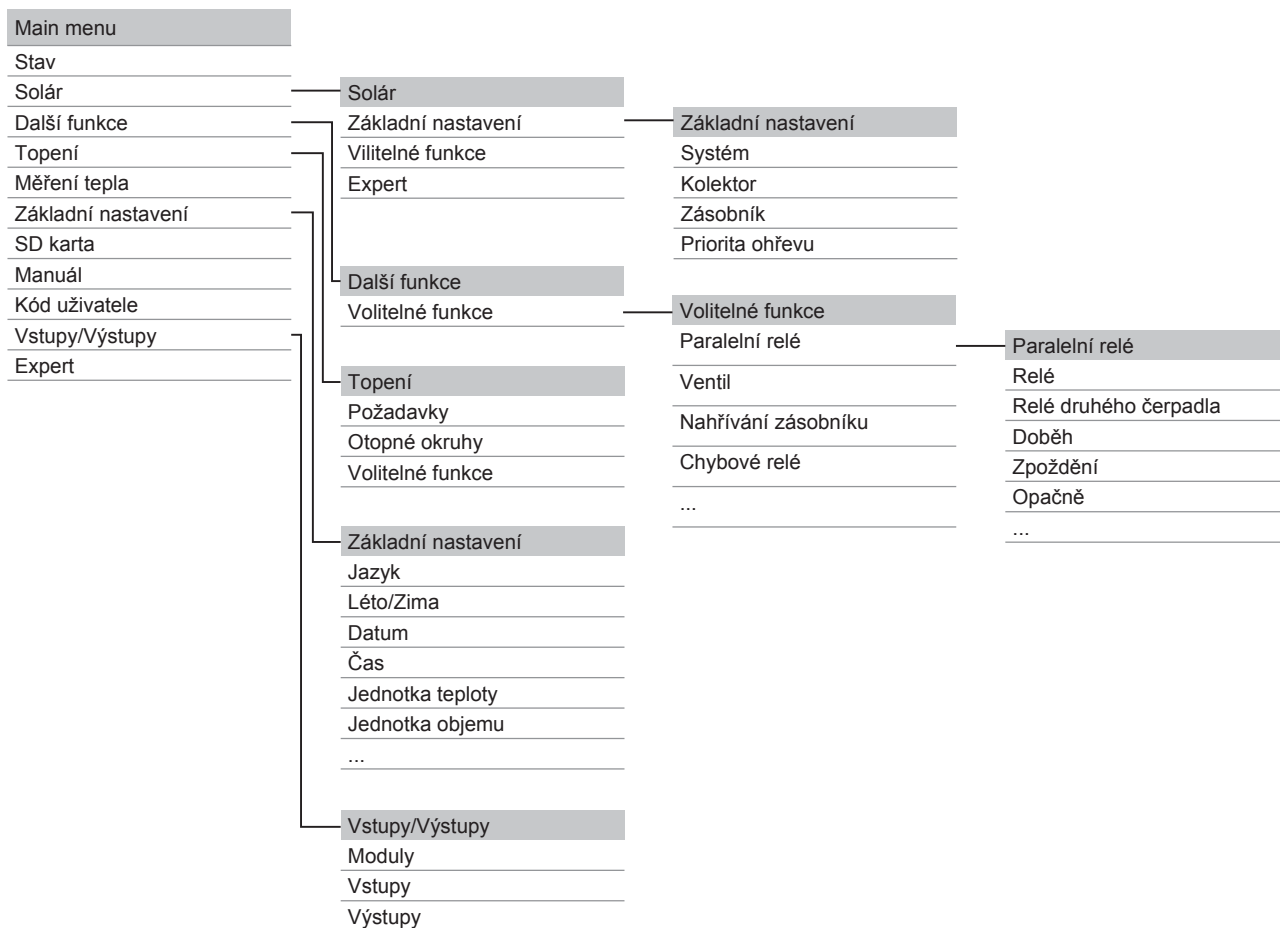 Main menu
Stav
Solár
Další funkce
Topení
Měření tepla
Základní nastavení
SD karta
Manuál
Kód uživatele
Vstupy/Výstupy
Expert
Solár
Základní nastavení
Vilitelné funkce
Expert
Další funkce
Volitelné funkce
Topení
Požadavky
Otopné okruhy
Volitelné funkce
Základní nastavení
Jazyk
Léto/Zima
Datum
Čas
Jednotka teploty
Jednotka objemu
...
Vstupy/Výstupy
Moduly
Vstupy
Výstupy
Základní nastavení
Systém
Kolektor
Zásobník
Priorita ohřevu
Volitelné funkce
Paralelní relé
Ventil
Nahřívání zásobníku
Chybové relé
...
Paralelní relé
Relé
Relé druhého čerpadla
Doběh
Zpoždění
Opačně
...